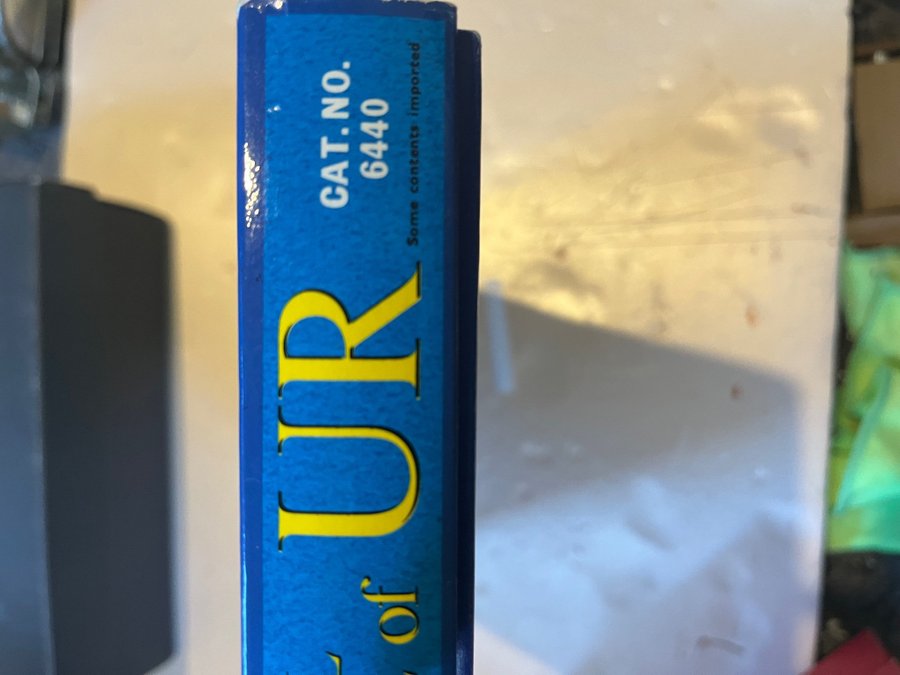 of UR
CAT. NO.
6440
Some contents imported